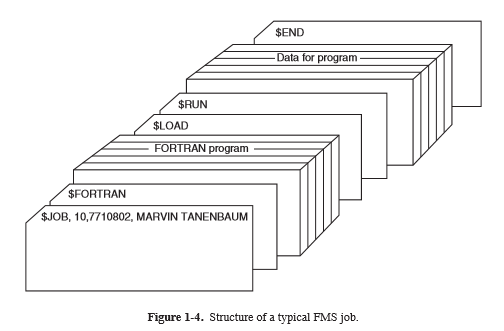 $END
Data for program
$RUN
$LOAD
FORTRAN program
$FORTRAN
$JOB, 10,7710802, MARVIN TANENBAUM
Figure 1-4. Structure of a typical FMS job.